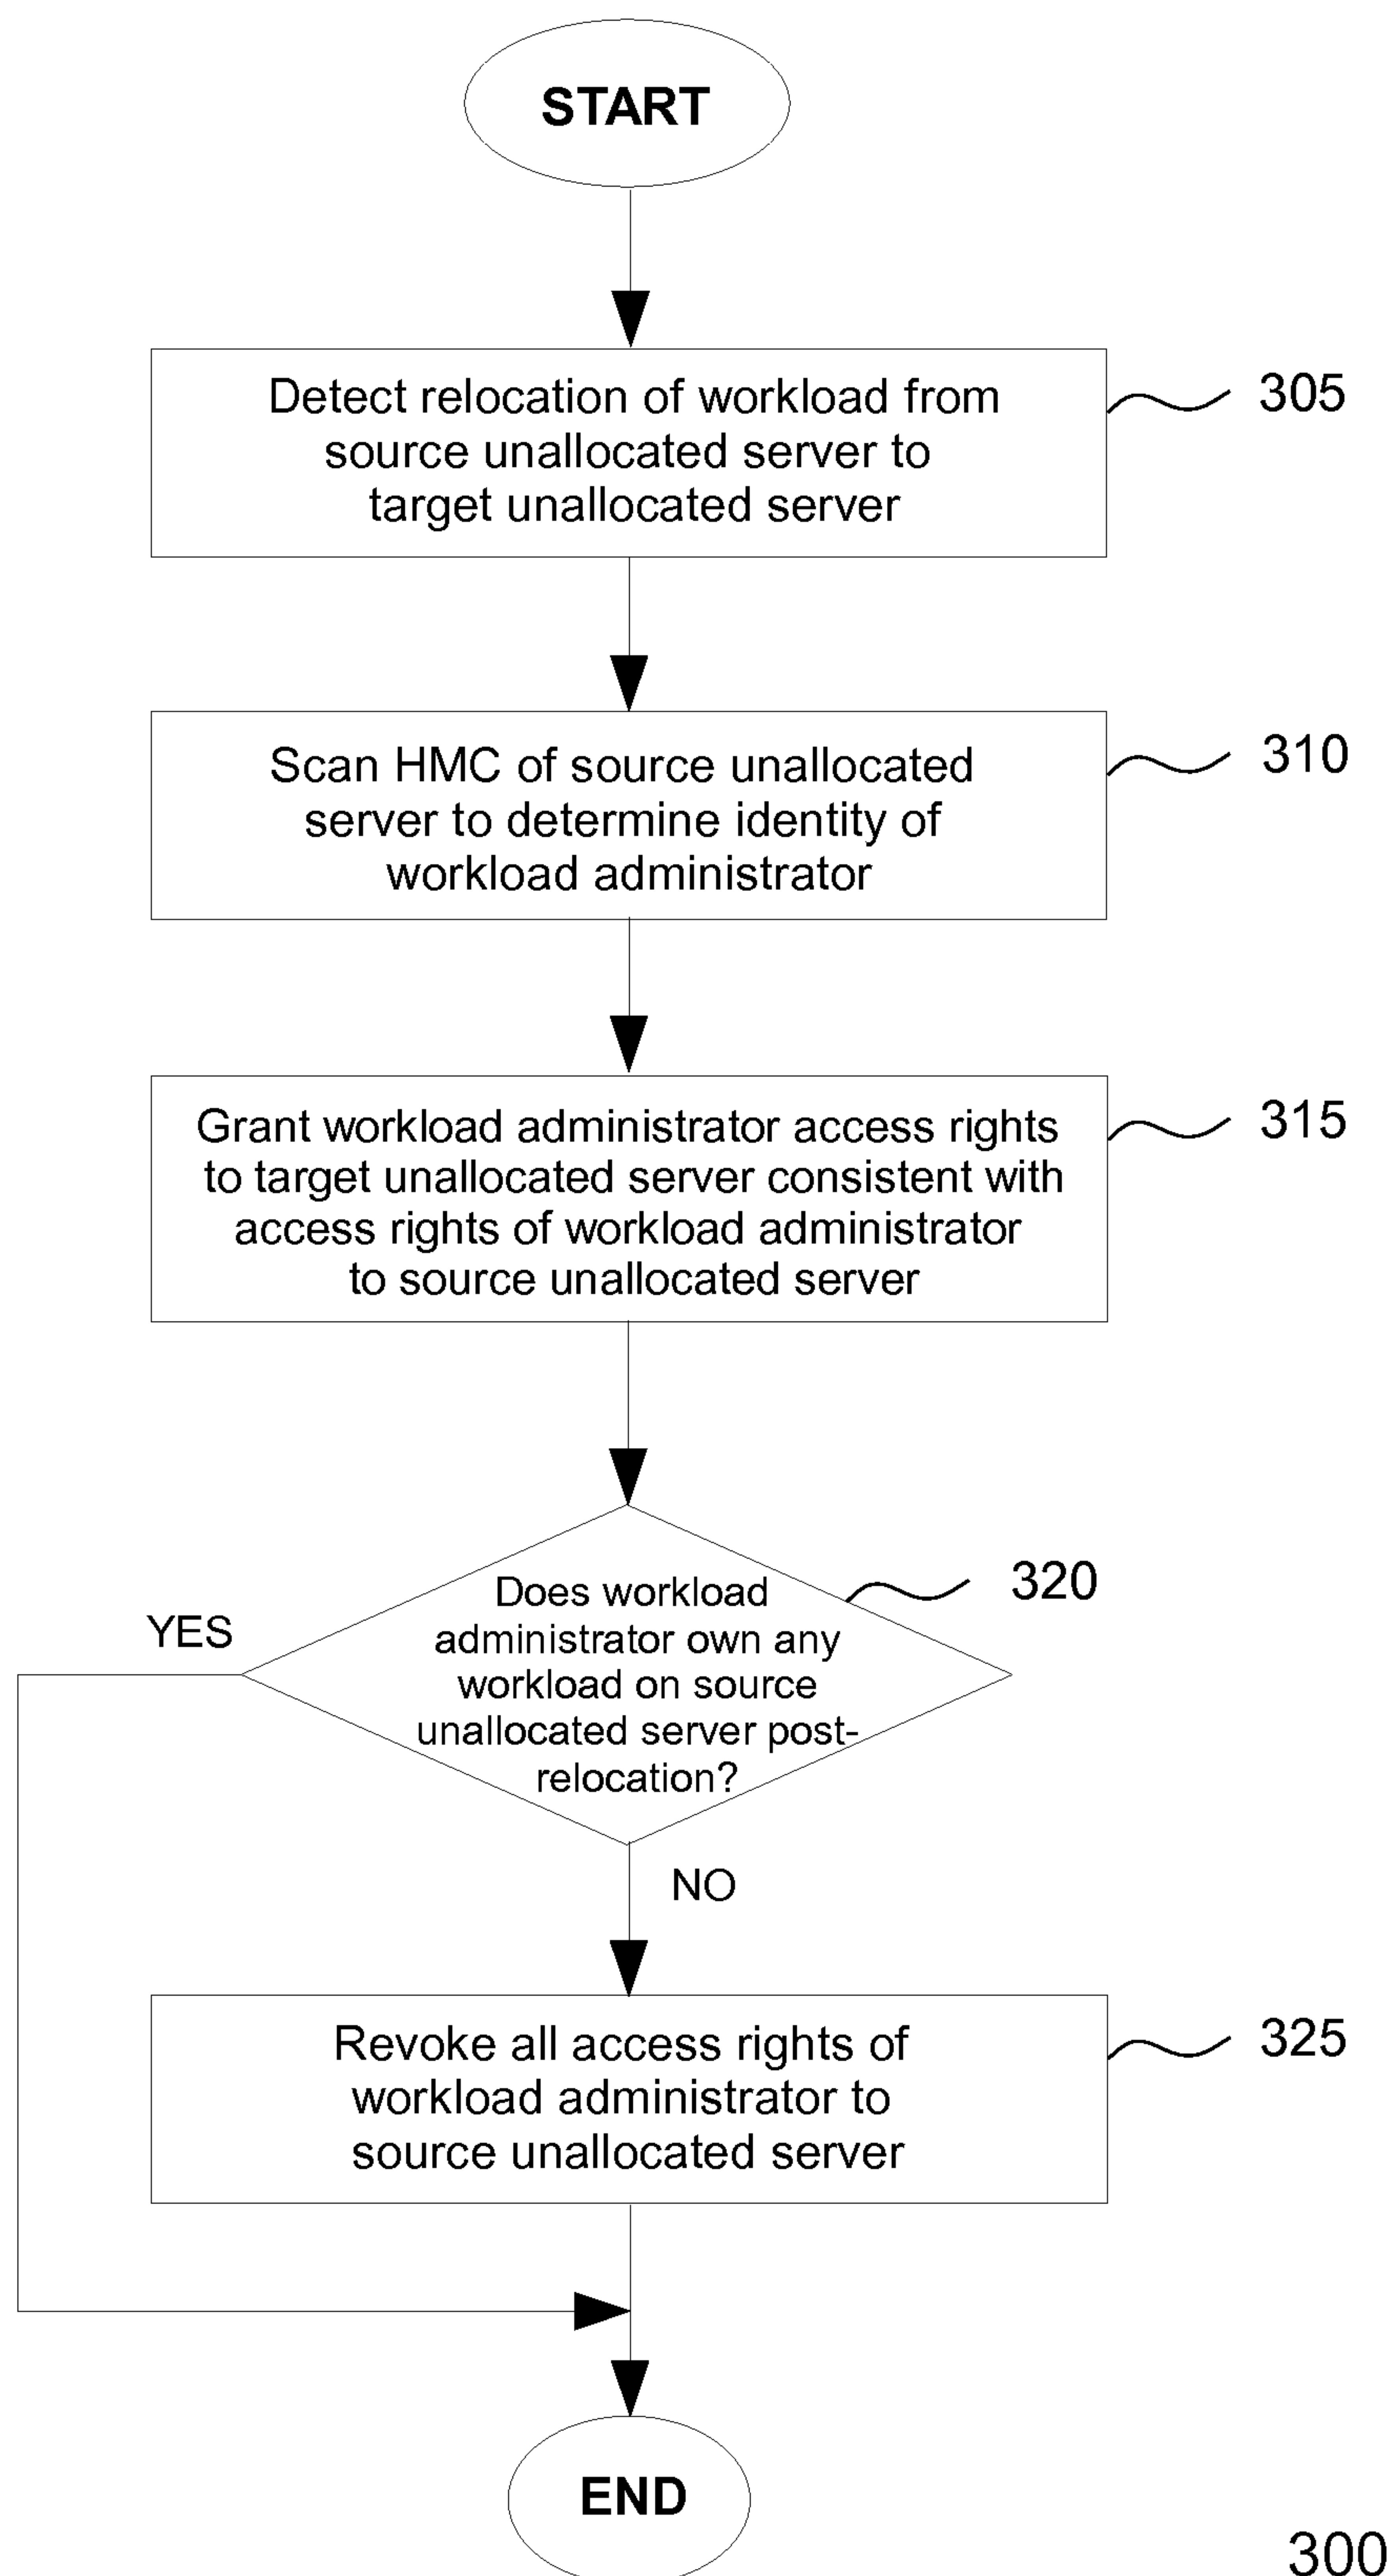 START
Detect relocation of workload from
source unallocated server to
target unallocated server
305
Scan HMC of source unallocated
server to determine identity of
workload administrator
310
Grant workload administrator access rights
to target unallocated server consistent with
access rights of workload administrator
to source unallocated server
315
Does workload
administrator own any
workload on source
unallocated server post-
relocation?
320
YES
NO
Revoke all access rights of
workload administrator to
source unallocated server
325
END
300